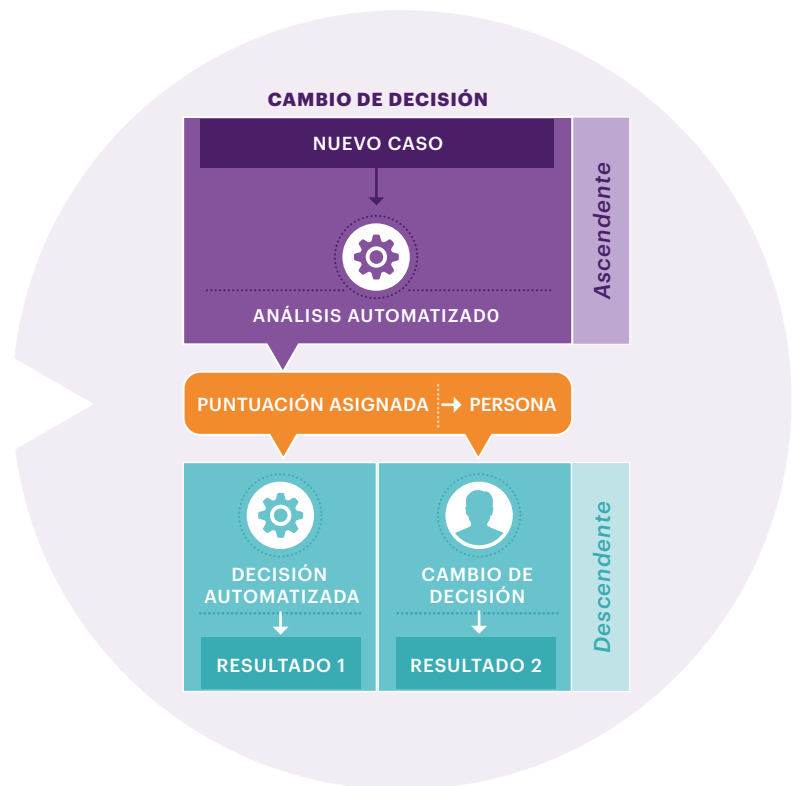 CAMBIO DE DECISIÓN
NUEVO CASO
Ascendente
ANÁLISIS AUTOMATIZADO
PUNTUACIÓN ASIGNADA → PERSONA
DECISIÓN
AUTOMATIZADA
CAMBIO DE
DECISIÓN
Descendente
RESULTADO 1
RESULTADO 2